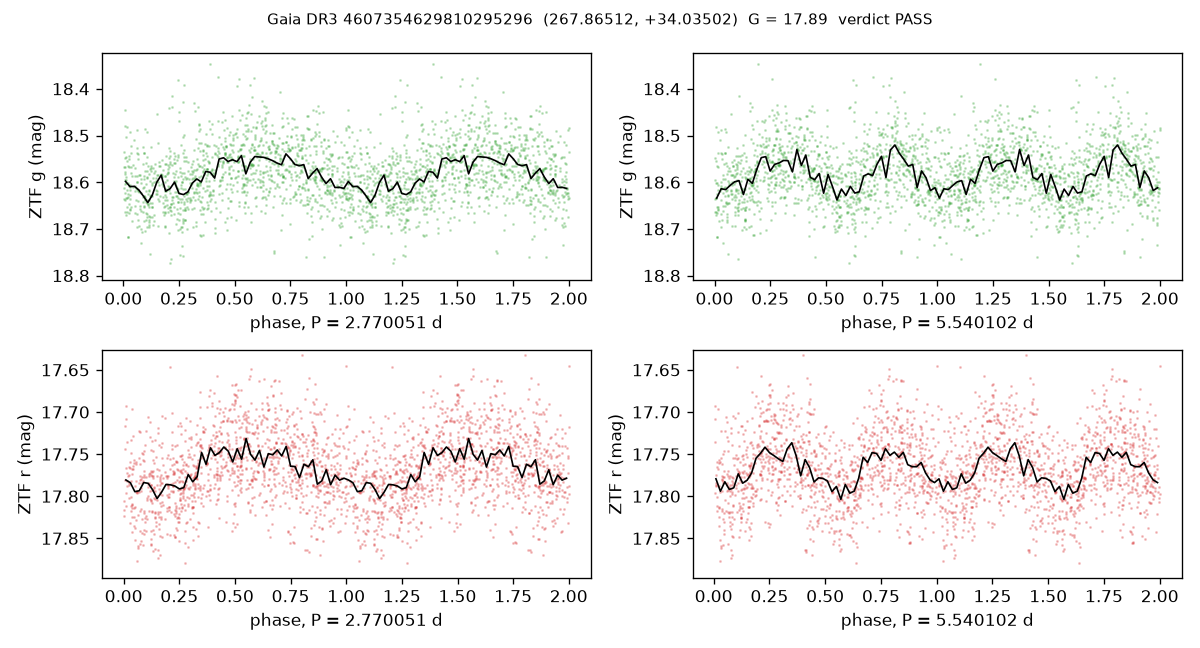 Gaia DR3 4607354629810295296 (267.86512, +34.03502) G = 17.89 verdict PASS
ZTF g (mag)
18.4
18.5
18.6
18.7
18.8
0.00 0.25 0.50 0.75 1.00 1.25 1.50 1.75 2.00
phase, P = 2.770051 d
ZTF g (mag)
18.4
18.5
18.6
18.7
18.8
0.00 0.25 0.50 0.75 1.00 1.25 1.50 1.75 2.00
phase, P = 5.540102 d
ZTF r (mag)
17.65
17.70
17.75
17.80
17.85
0.00 0.25 0.50 0.75 1.00 1.25 1.50 1.75 2.00
phase, P = 2.770051 d
ZTF r (mag)
17.65
17.70
17.75
17.80
17.85
0.00 0.25 0.50 0.75 1.00 1.25 1.50 1.75 2.00
phase, P = 5.540102 d